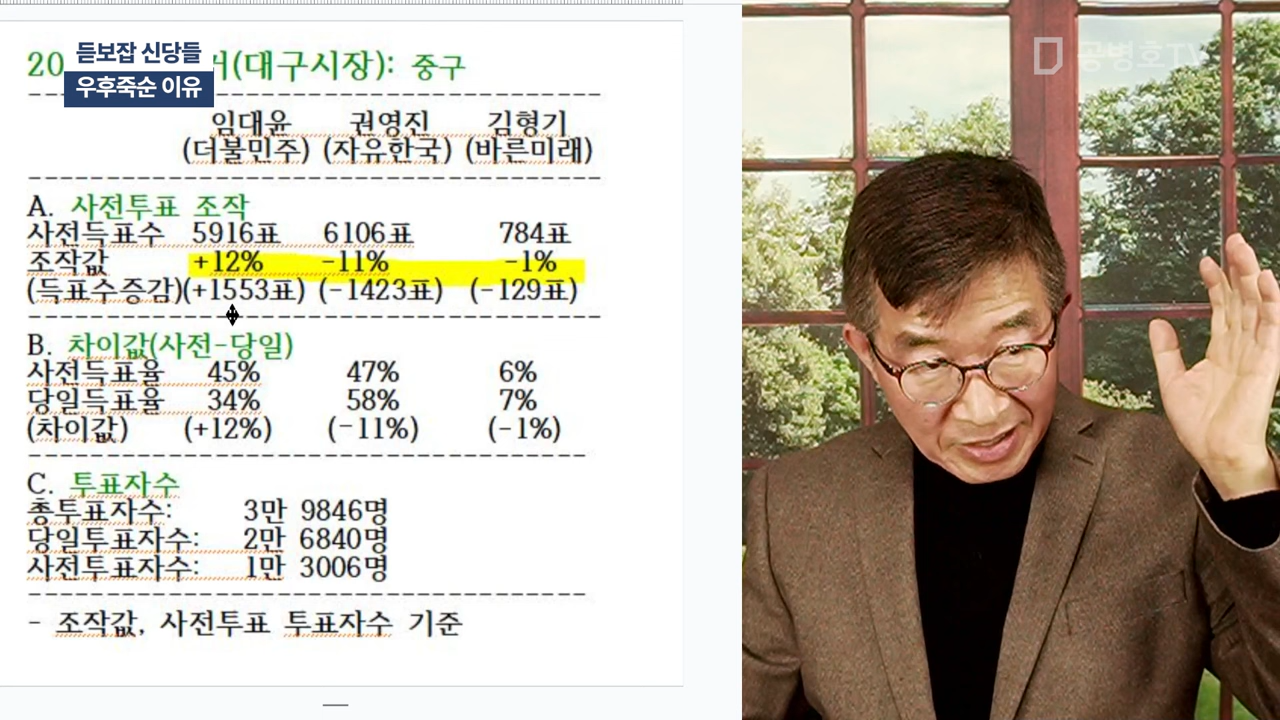 듣보잡 신당들
우후죽순 이유
20 거(대구시장): 중구
임대윤 권영진 김형기
(더불민주) (자유한국) (바른미래)
A. 사전투표 조작
사전득표수 5916표 6106표 784표
조작값 +12% -11% -1%
(득표수증감)(+1553표) (-1423표) (-129표)
B. 차이값(사전-당일)
사전득표율 45% 47% 6%
당일득표율 34% 58% 7%
(차이값) (+12%) (-11%) (-1%)
C. 투표자수
총투표자수: 3만 9846명
당일투표자수: 2만 6840명
사전투표자수: 1만 3006명
- 조작값, 사전투표 투표자수 기준
공병호TV